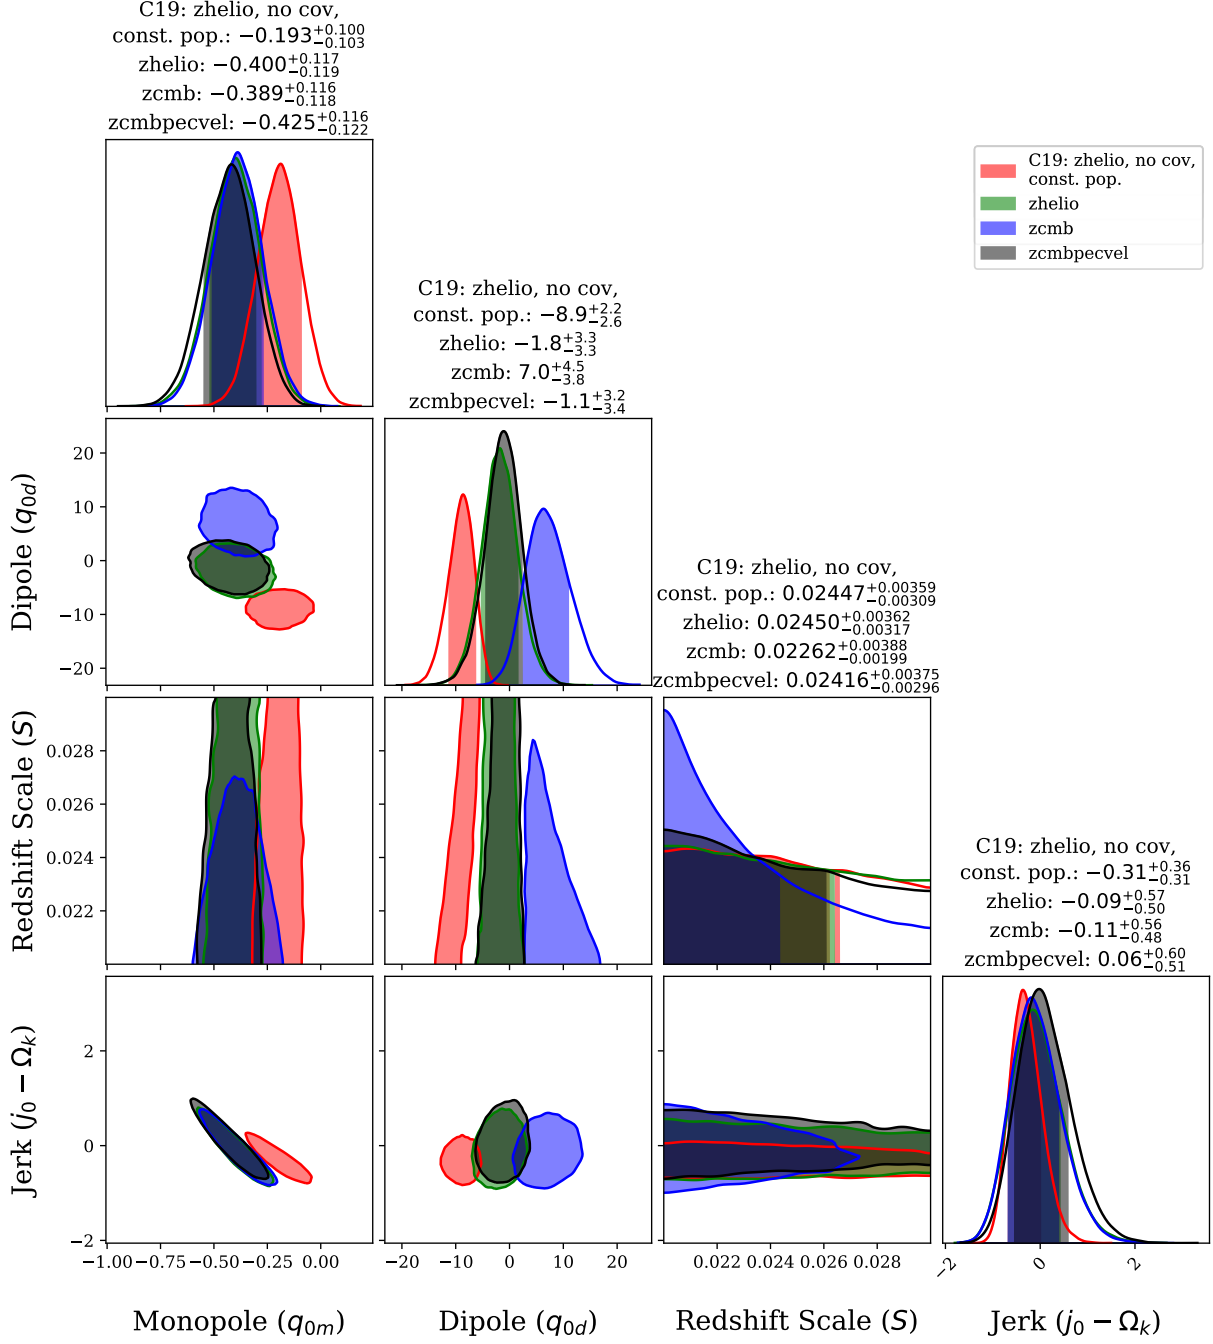 C19: zhelio, no cov,
const. pop.: −0.193+0.100−0.103
zhelio: −0.400+0.117−0.119
zcmb: −0.389+0.116−0.118
zcmbpecvel: −0.425+0.116−0.122
C19: zhelio, no cov,
const. pop.
zhelio
zcmb
zcmbpecvel
C19: zhelio, no cov,
const. pop.: −8.9+2.2−2.6
zhelio: −1.8+3.3−3.3
zcmb: 7.0+4.5−3.8
zcmbpecvel: −1.1+3.2−3.4
Dipole (q0d)
20
10
0
−10
−20
C19: zhelio, no cov,
const. pop.: 0.02447+0.00359−0.00309
zhelio: 0.02450+0.00362−0.00317
zcmb: 0.02262+0.00388−0.00199
zcmbpecvel: 0.02416+0.00375−0.00296
Redshift Scale (S)
0.028
0.026
0.024
0.022
C19: zhelio, no cov,
const. pop.: −0.31+0.36−0.31
zhelio: −0.09+0.57−0.50
zcmb: −0.11+0.56−0.48
zcmbpecvel: 0.06+0.60−0.51
Jerk (j0 − Ωk)
2
0
−2
−1.00 −0.75 −0.50 −0.25 0.00
−20 −10 0 10 20
0.022 0.024 0.026 0.028
−2 0 2
Monopole (q0m)
Dipole (q0d)
Redshift Scale (S)
Jerk (j0 − Ωk)